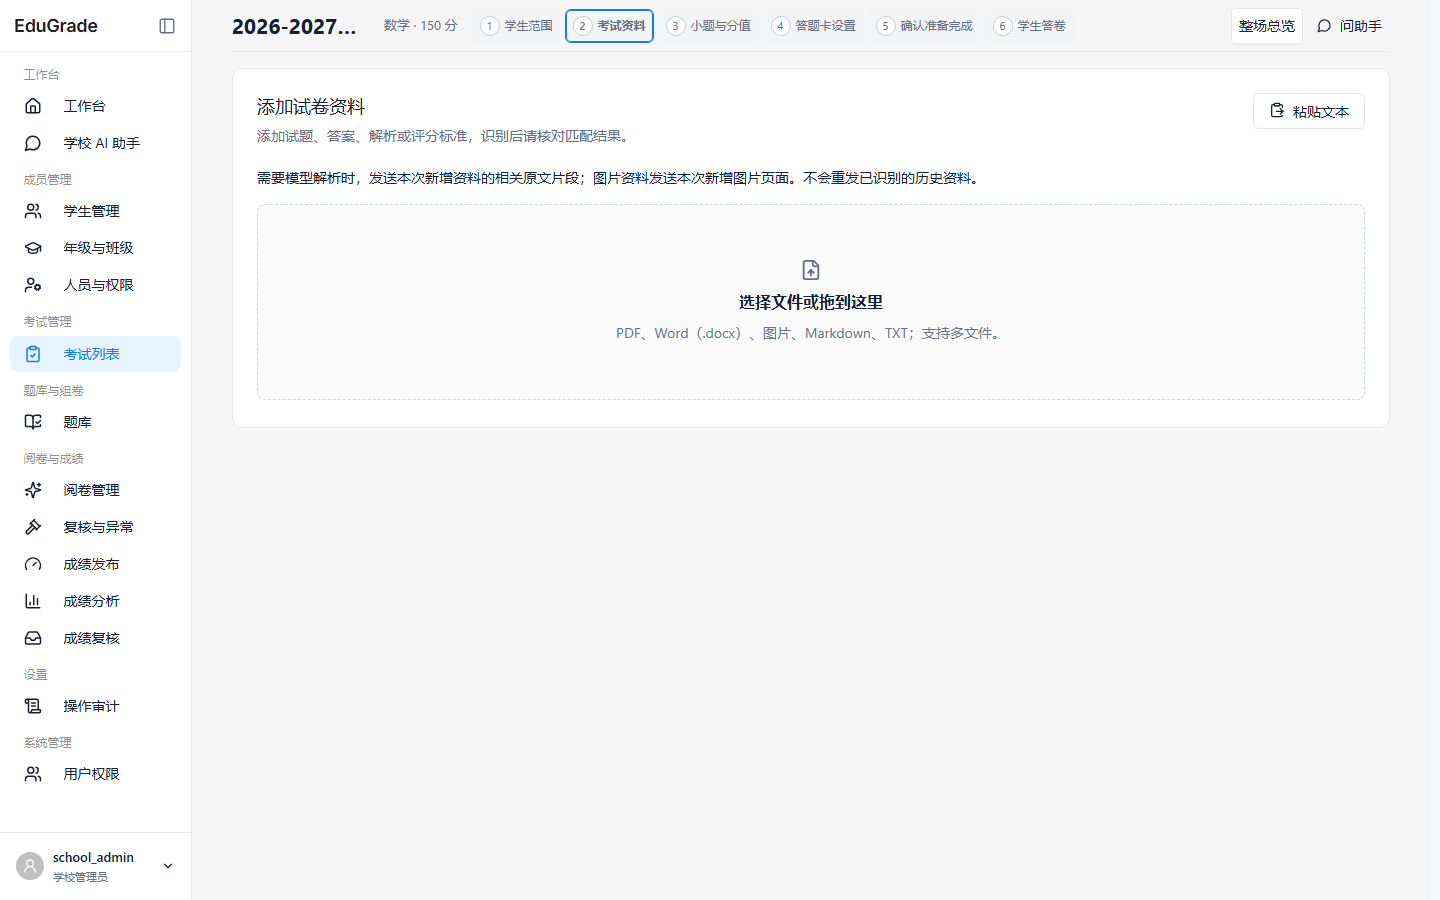 EduGrade
工作台
工作台
学校 AI 助手
成员管理
学生管理
年级与班级
人员与权限
考试管理
考试列表
题库与组卷
题库
阅卷与成绩
阅卷管理
复核与异常
成绩发布
成绩分析
成绩复核
设置
操作审计
系统管理
用户权限
school_admin
学校管理员
2026-2027... 数学 · 150 分 1 学生范围 2 考试资料 3 小题与分值 4 答题卡设置 5 确认准备完成 6 学生答卷 整场总览 问助手
添加试卷资料
粘贴文本
添加试题、答案、解析或评分标准，识别后请核对匹配结果。
需要模型解析时，发送本次新增资料的相关原文片段；图片资料发送本次新增图片页面。不会重发已识别的历史资料。
选择文件或拖到这里
PDF、Word（.docx）、图片、Markdown、TXT；支持多文件。